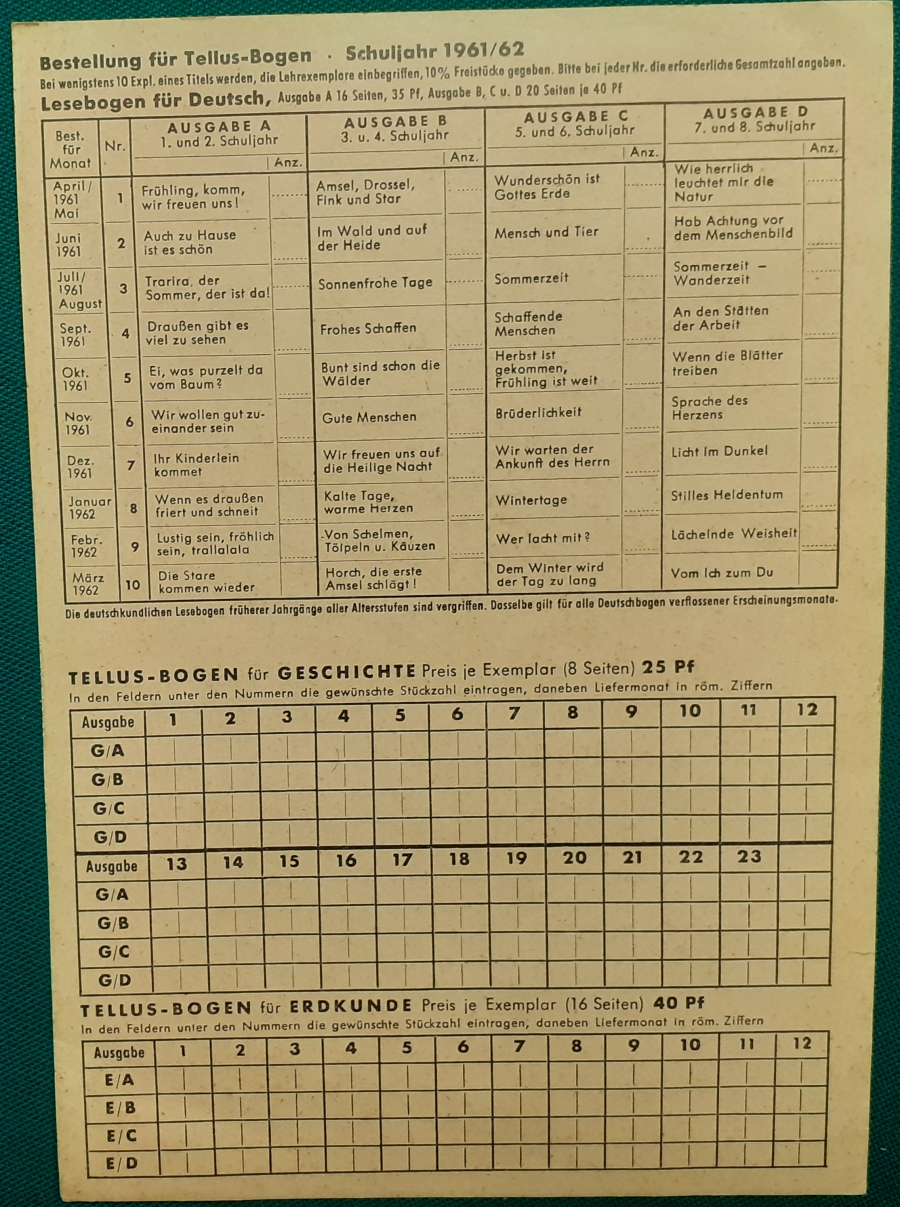 Bestellung für Tellus-Bogen · Schuljahr 1961/62
Bei wenigstens 10 Expl. eines Titels werden, die Lehrexemplare einbegriffen, 10% Freistücke gegeben. Bitte bei jeder Nr. die erforderliche Gesamtzahl angeben.
Lesebogen für Deutsch, Ausgabe A 16 Seiten, 35 Pf, Ausgabe B, C u. D 20 Seiten je 40 Pf
Best. für Monat Nr. AUSGABE A 1. und 2. Schuljahr Anz. AUSGABE B 3. u. 4. Schuljahr Anz. AUSGABE C 5. und 6. Schuljahr Anz. AUSGABE D 7. und 8. Schuljahr Anz.
April/ 1961 Mai 1 Frühling, komm, wir freuen uns! Amsel, Drossel, Fink und Star Wunderschön ist Gottes Erde Wie herrlich leuchtet mir die Natur
Juni 1961 2 Auch zu Hause ist es schön Im Wald und auf der Heide Mensch und Tier Hab Achtung vor dem Menschenbild
Juli/ 1961 August 3 Trarira, der Sommer, der ist da! Sonnenfrohe Tage Sommerzeit Sommerzeit – Wanderzeit
Sept. 1961 4 Draußen gibt es viel zu sehen Frohes Schaffen Schaffende Menschen An den Stätten der Arbeit
Okt. 1961 5 Ei, was purzelt da vom Baum? Bunt sind schon die Wälder Herbst ist gekommen, Frühling ist weit Wenn die Blätter treiben
Nov. 1961 6 Wir wollen gut zu- einander sein Gute Menschen Brüderlichkeit Sprache des Herzens
Dez. 1961 7 Ihr Kinderlein kommet Wir freuen uns auf die Heilige Nacht Wir warten der Ankunft des Herrn Licht im Dunkel
Januar 1962 8 Wenn es draußen friert und schneit Kalte Tage, warme Herzen Wintertage Stilles Heldentum
Febr. 1962 9 Lustig sein, fröhlich sein, trallalala Von Schelmen, Tölpeln u. Käuzen Wer lacht mit? Lächelnde Weisheit
März 1962 10 Die Stare kommen wieder Horch, die erste Amsel schlägt! Dem Winter wird der Tag zu lang Vom Ich zum Du
Die deutschkundlichen Lesebogen früherer Jahrgänge aller Altersstufen sind vergriffen. Dasselbe gilt für alle Deutschbogen verflossener Erscheinungsmonate.
TELLUS-BOGEN für GESCHICHTE Preis je Exemplar (8 Seiten) 25 Pf
In den Feldern unter den Nummern die gewünschte Stückzahl eintragen, daneben Liefermonat in röm. Ziffern
Ausgabe 1 2 3 4 5 6 7 8 9 10 11 12
G/A
G/B
G/C
G/D
Ausgabe 13 14 15 16 17 18 19 20 21 22 23
G/A
G/B
G/C
G/D
TELLUS-BOGEN für ERDKUNDE Preis je Exemplar (16 Seiten) 40 Pf
In den Feldern unter den Nummern die gewünschte Stückzahl eintragen, daneben Liefermonat in röm. Ziffern
Ausgabe 1 2 3 4 5 6 7 8 9 10 11 12
E/A
E/B
E/C
E/D